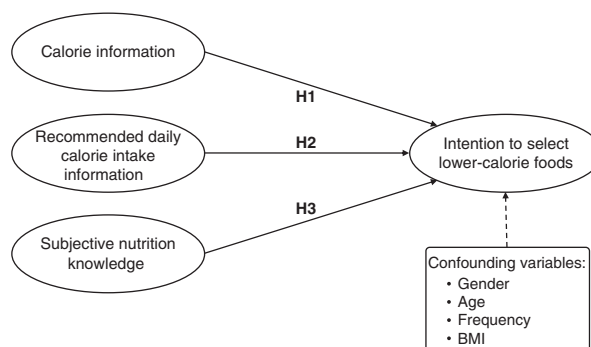 Calorie information
H1
Recommended daily
calorie intake
information
H2
Intention to select
lower-calorie foods
H3
Subjective nutrition
knowledge
Confounding variables:
• Gender
• Age
• Frequency
• BMI